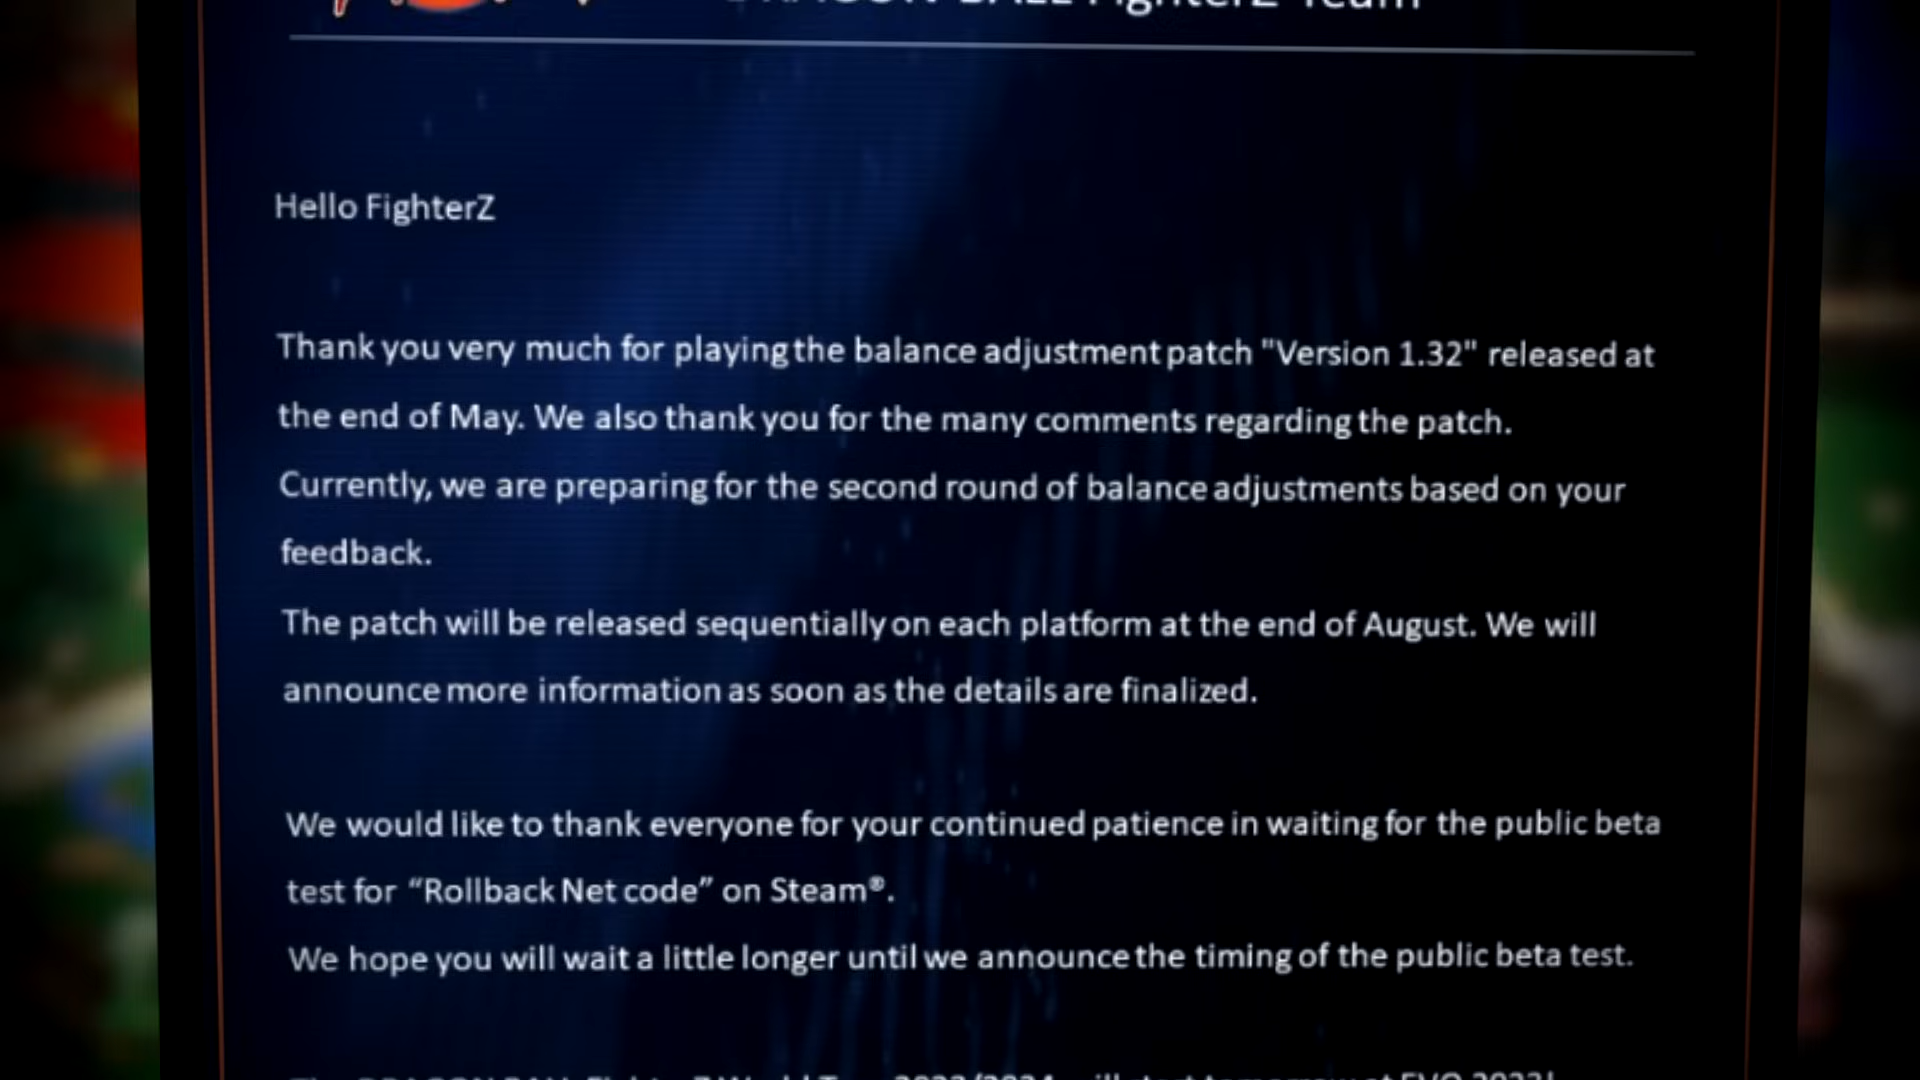 DRAGON BALL FighterZ Team
Hello FighterZ
Thank you very much for playing the balance adjustment patch "Version 1.32" released at
the end of May. We also thank you for the many comments regarding the patch.
Currently, we are preparing for the second round of balance adjustments based on your
feedback.
The patch will be released sequentially on each platform at the end of August. We will
announce more information as soon as the details are finalized.
We would like to thank everyone for your continued patience in waiting for the public beta
test for “Rollback Net code” on Steam®.
We hope you will wait a little longer until we announce the timing of the public beta test.